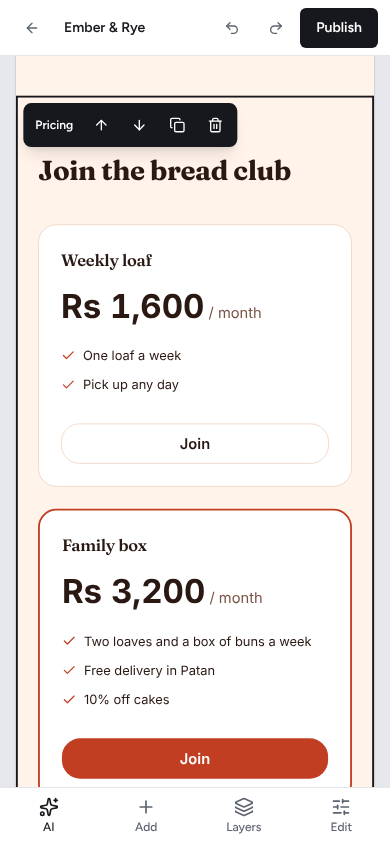 Ember & Rye
Publish
Pricing
Join the bread club
Weekly loaf
Rs 1,600 / month
One loaf a week
Pick up any day
Join
Family box
Rs 3,200 / month
Two loaves and a box of buns a week
Free delivery in Patan
10% off cakes
Join
AI
Add
Layers
Edit